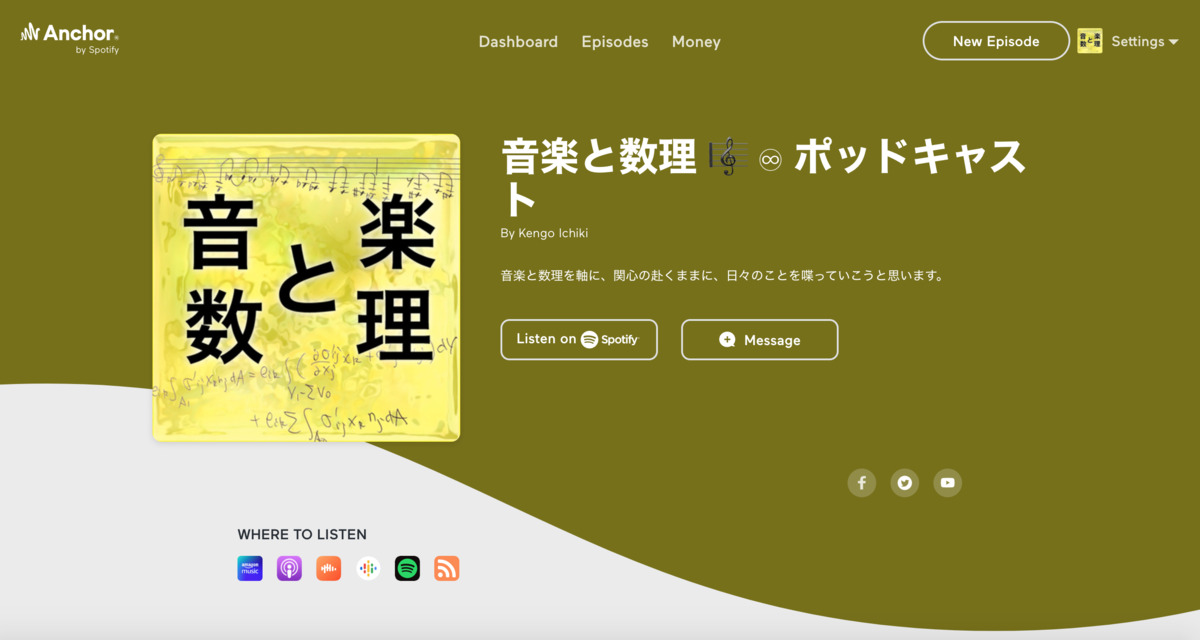 Anchor
by Spotify
Dashboard Episodes Money
New Episode
Settings
音楽と数理 🎼 ♾ ポッドキャス
ト
By Kengo Ichiki
音楽と数理を軸に、関心の赴くままに、日々のことを喋っていこうと思います。
Listen on Spotify
Message
音楽
と
数理
WHERE TO LISTEN
amazon music